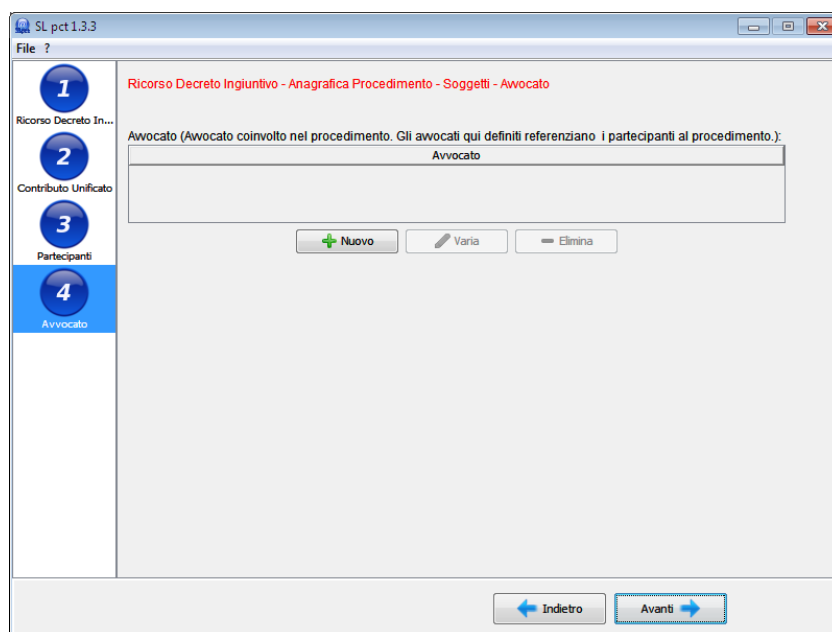 SL pct 1.3.3
File ?
1
Ricorso Decreto In...
2
Contributo Unificato
3
Partecipanti
4
Avvocato
Ricorso Decreto Ingiuntivo - Anagrafica Procedimento - Soggetti - Avvocato
Avvocato (Avvocato coinvolto nel procedimento. Gli avvocati qui definiti referenziano i partecipanti al procedimento.):
Avvocato
Nuovo
Varia
Elimina
Indietro
Avanti